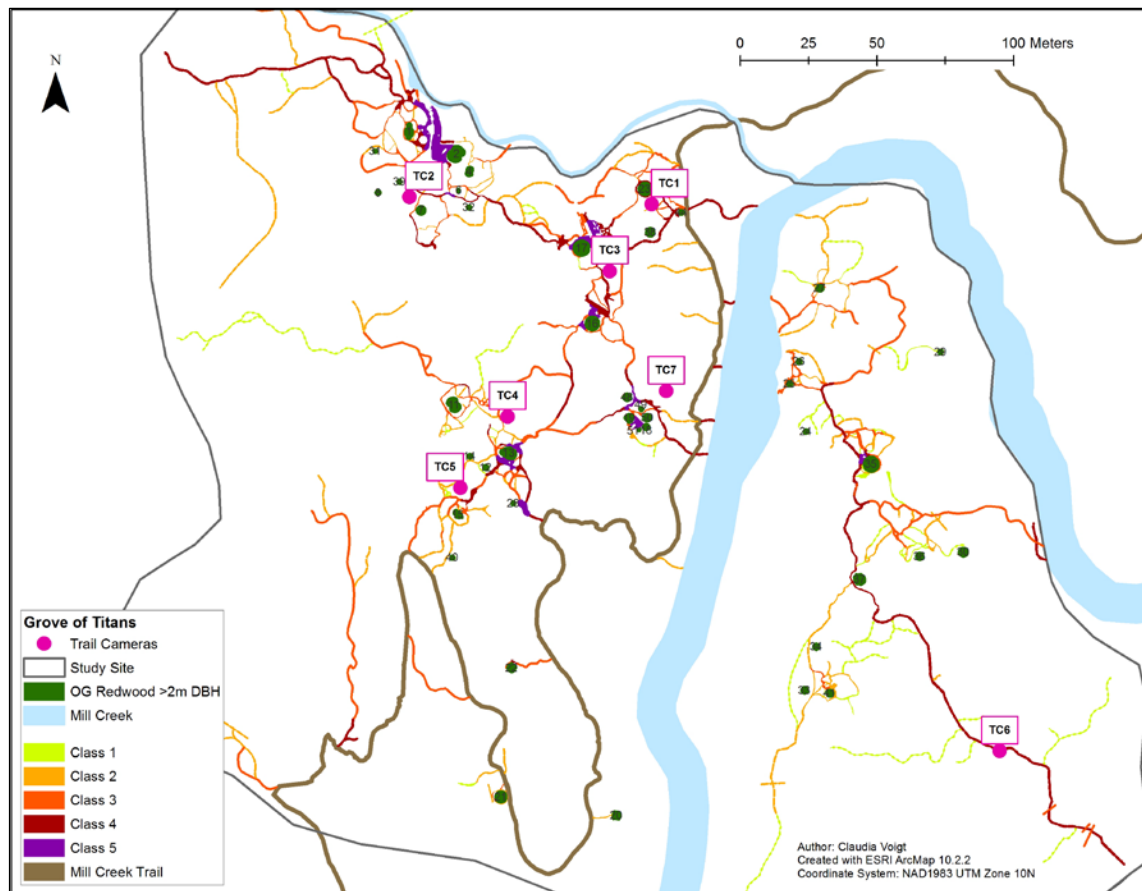 N
0 25 50 100 Meters
TC1
TC2
TC3
TC7
TC4
TC5
TC6
32
40
Grove of Titans
Trail Cameras
Study Site
OG Redwood >2m DBH
Mill Creek
Class 1
Class 2
Class 3
Class 4
Class 5
Mill Creek Trail
Author: Claudia Voigt
Created with ESRI ArcMap 10.2.2
Coordinate System: NAD1983 UTM Zone 10N